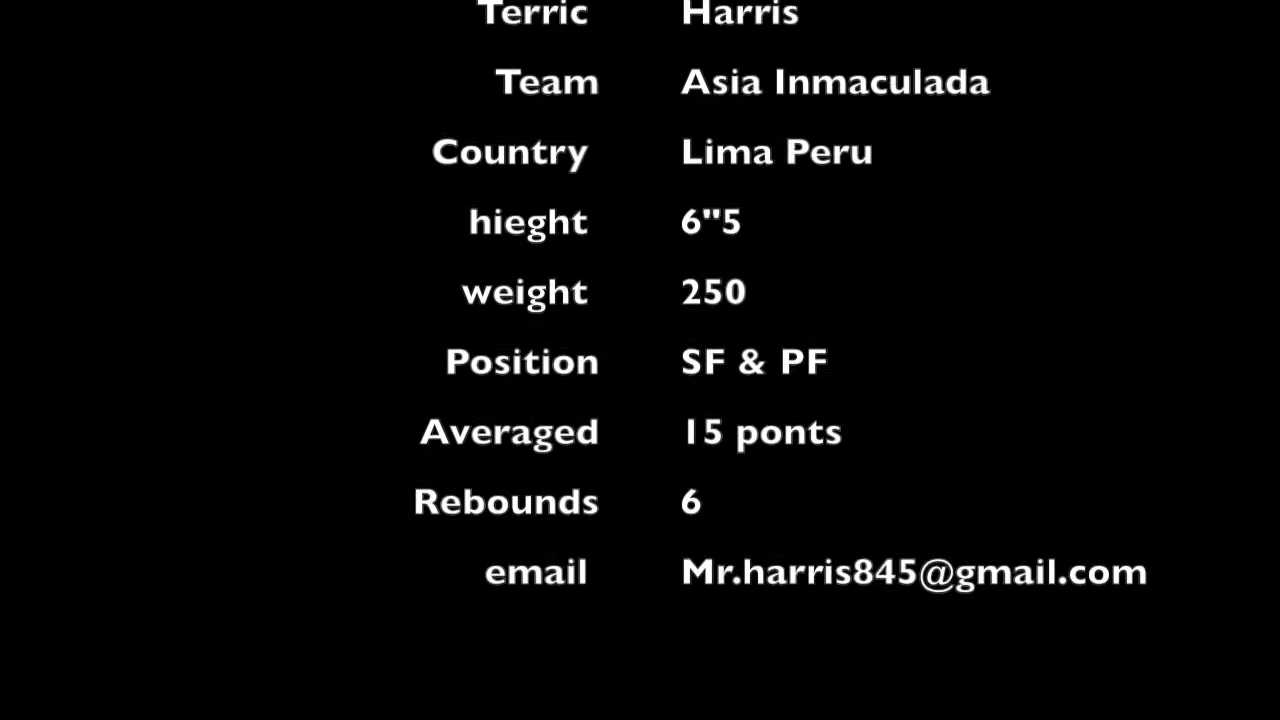 Terric Harris
Team Asia Inmaculada
Country Lima Peru
hieght 6"5
weight 250
Position SF & PF
Averaged 15 ponts
Rebounds 6
email Mr.harris845@gmail.com